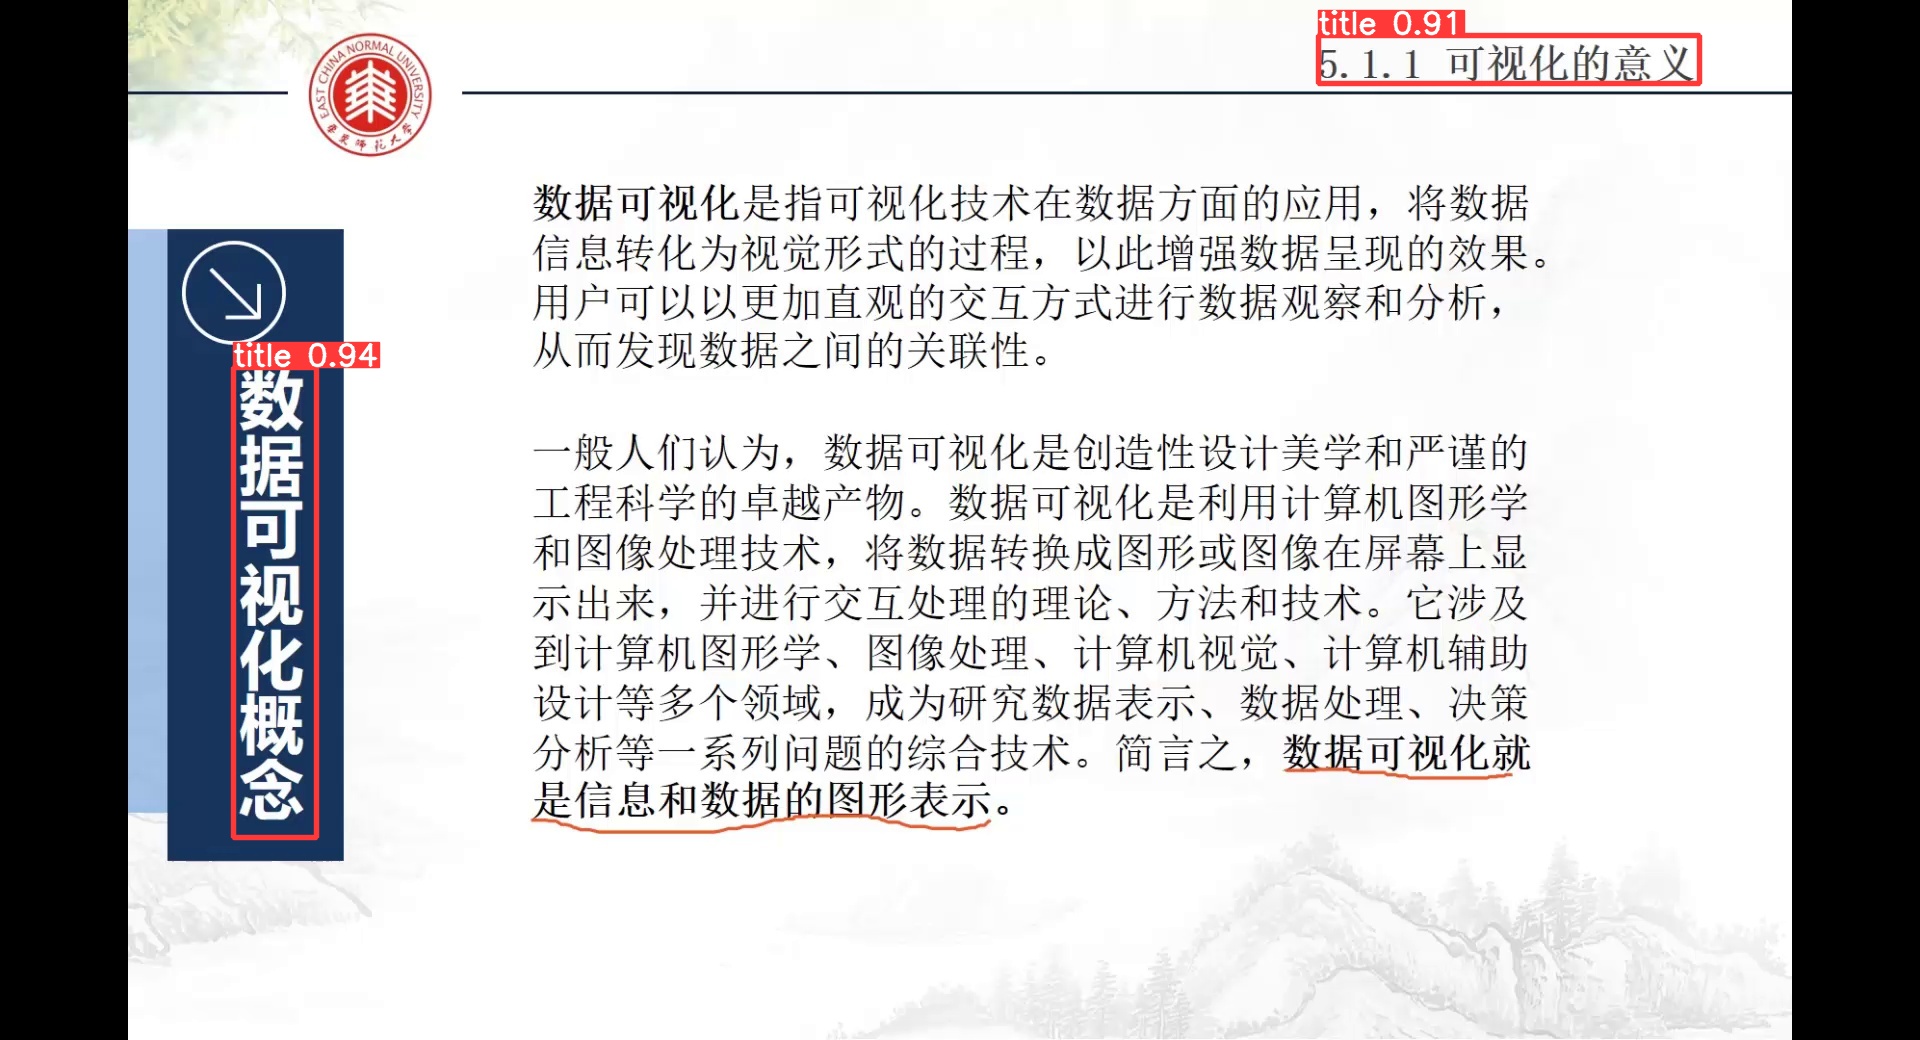 title 0.91
5.1.1 可视化的意义
EAST CHINA NORMAL UNIVERSITY
华东师范大学
title 0.94
数据可视化概念
数据可视化是指可视化技术在数据方面的应用，将数据
信息转化为视觉形式的过程，以此增强数据呈现的效果。
用户可以以更加直观的交互方式进行数据观察和分析，
从而发现数据之间的关联性。
一般人们认为，数据可视化是创造性设计美学和严谨的
工程科学的卓越产物。数据可视化是利用计算机图形学
和图像处理技术，将数据转换成图形或图像在屏幕上显
示出来，并进行交互处理的理论、方法和技术。它涉及
到计算机图形学、图像处理、计算机视觉、计算机辅助
设计等多个领域，成为研究数据表示、数据处理、决策
分析等一系列问题的综合技术。简言之，数据可视化就
是信息和数据的图形表示。